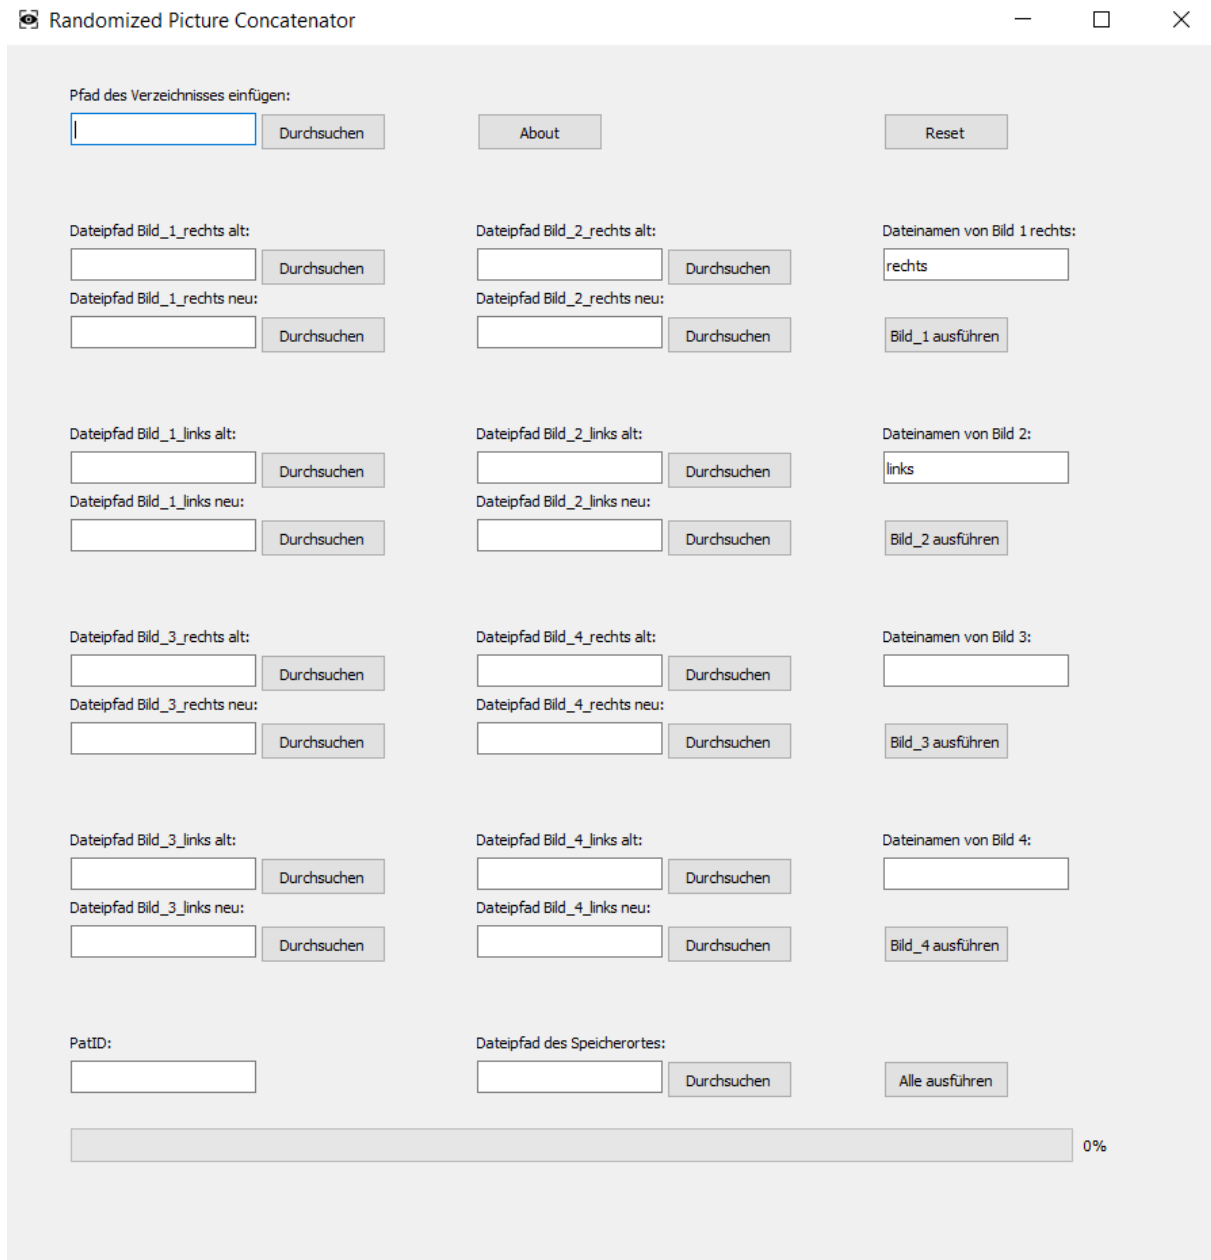 Randomized Picture Concatenator
Pfad des Verzeichnisses einfügen:
Durchsuchen About Reset
Dateipfad Bild_1_rechts alt: Dateipfad Bild_2_rechts alt: Dateinamen von Bild 1 rechts:
Durchsuchen Durchsuchen rechts
Dateipfad Bild_1_rechts neu: Dateipfad Bild_2_rechts neu:
Durchsuchen Durchsuchen Bild_1 ausführen
Dateipfad Bild_1_links alt: Dateipfad Bild_2_links alt: Dateinamen von Bild 2:
Durchsuchen Durchsuchen links
Dateipfad Bild_1_links neu: Dateipfad Bild_2_links neu:
Durchsuchen Durchsuchen Bild_2 ausführen
Dateipfad Bild_3_rechts alt: Dateipfad Bild_4_rechts alt: Dateinamen von Bild 3:
Durchsuchen Durchsuchen
Dateipfad Bild_3_rechts neu: Dateipfad Bild_4_rechts neu:
Durchsuchen Durchsuchen Bild_3 ausführen
Dateipfad Bild_3_links alt: Dateipfad Bild_4_links alt: Dateinamen von Bild 4:
Durchsuchen Durchsuchen
Dateipfad Bild_3_links neu: Dateipfad Bild_4_links neu:
Durchsuchen Durchsuchen Bild_4 ausführen
PatID: Dateipfad des Speicherortes:
Durchsuchen Alle ausführen
0%